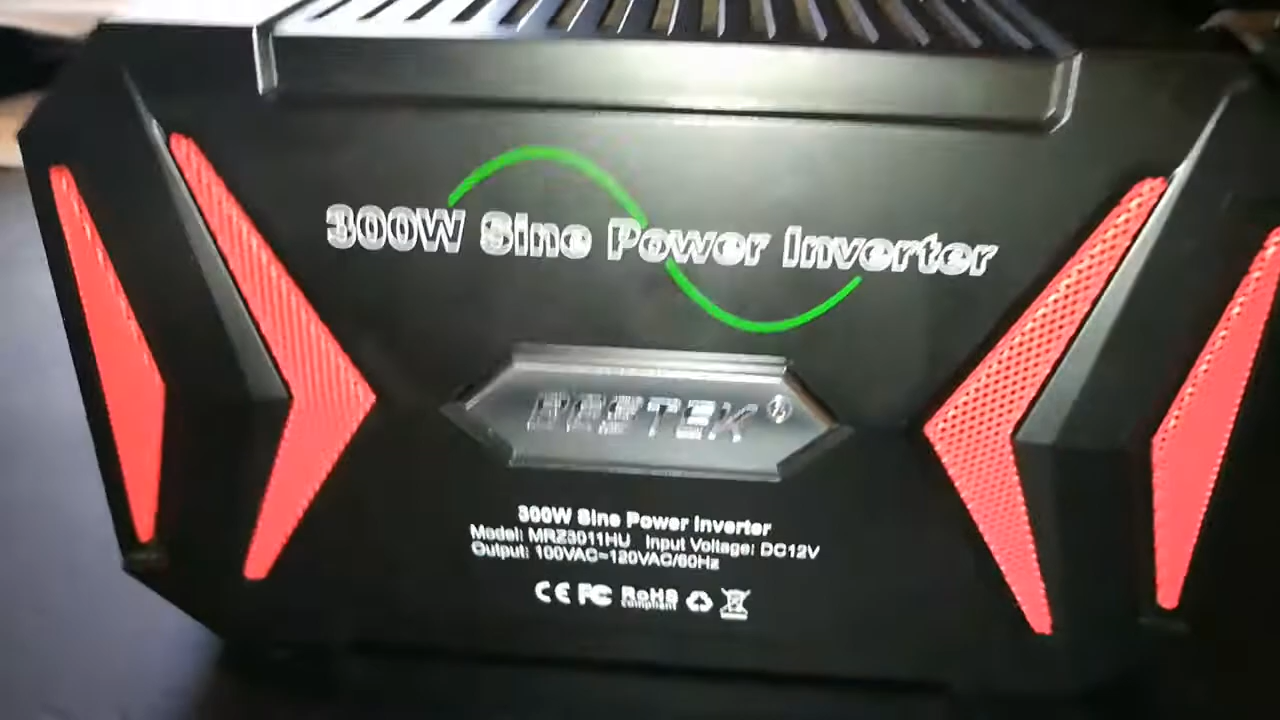 300W Sine Power Inverter
BESTEK®
300W Sine Power Inverter
Model: MRZ3011HU Input Voltage: DC12V
Output: 100VAC~120VAC/60Hz
CE FC RoHS
compliant